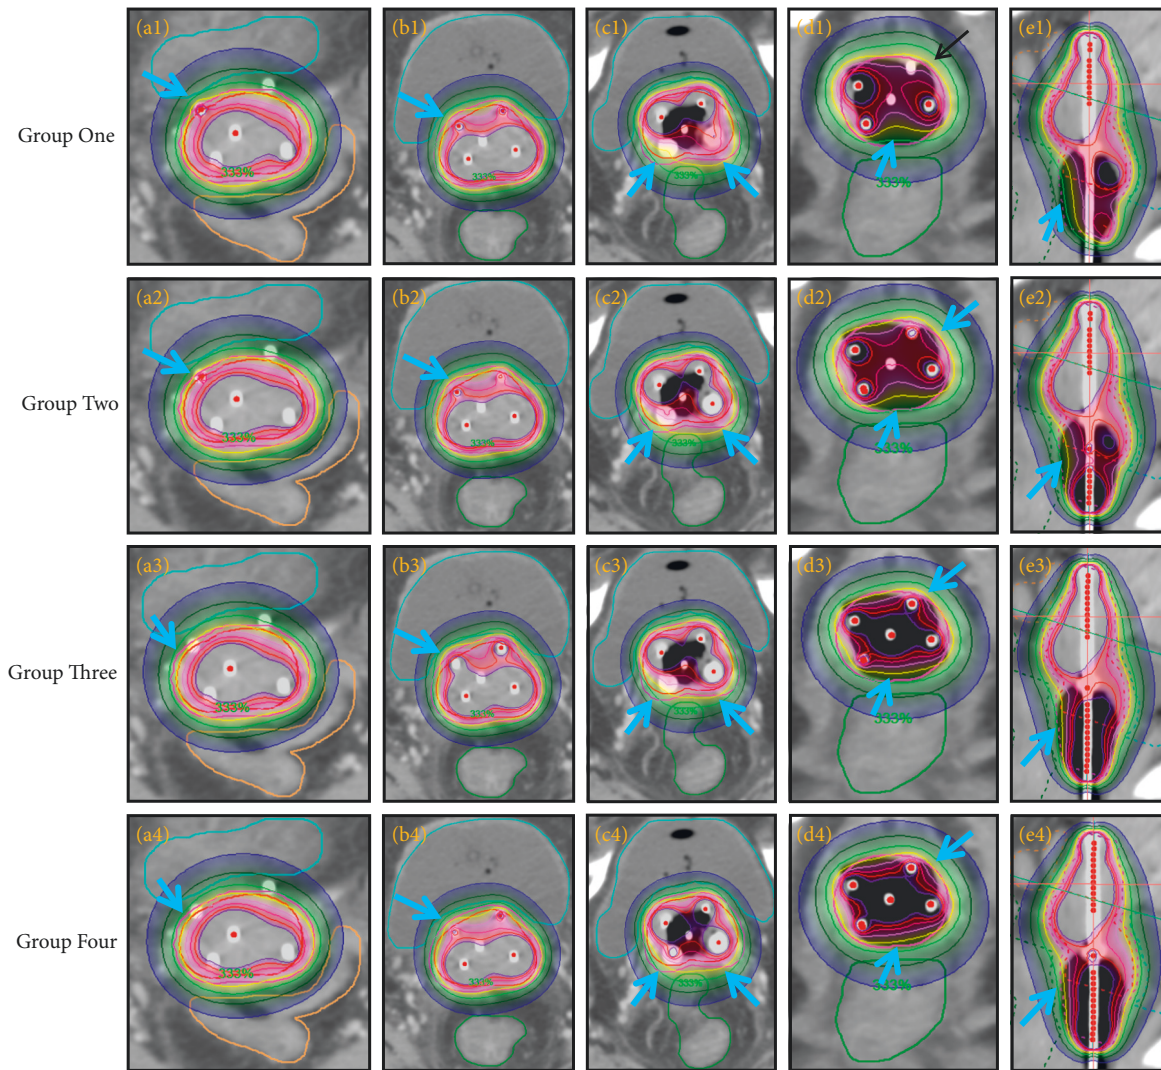 (a1) (b1) (c1) (d1) (e1)
Group One
333% 333% 333% 333%
(a2) (b2) (c2) (d2) (e2)
Group Two
333% 333% 333% 333%
(a3) (b3) (c3) (d3) (e3)
Group Three
333% 333% 333% 333%
(a4) (b4) (c4) (d4) (e4)
Group Four
333% 333% 333% 333%